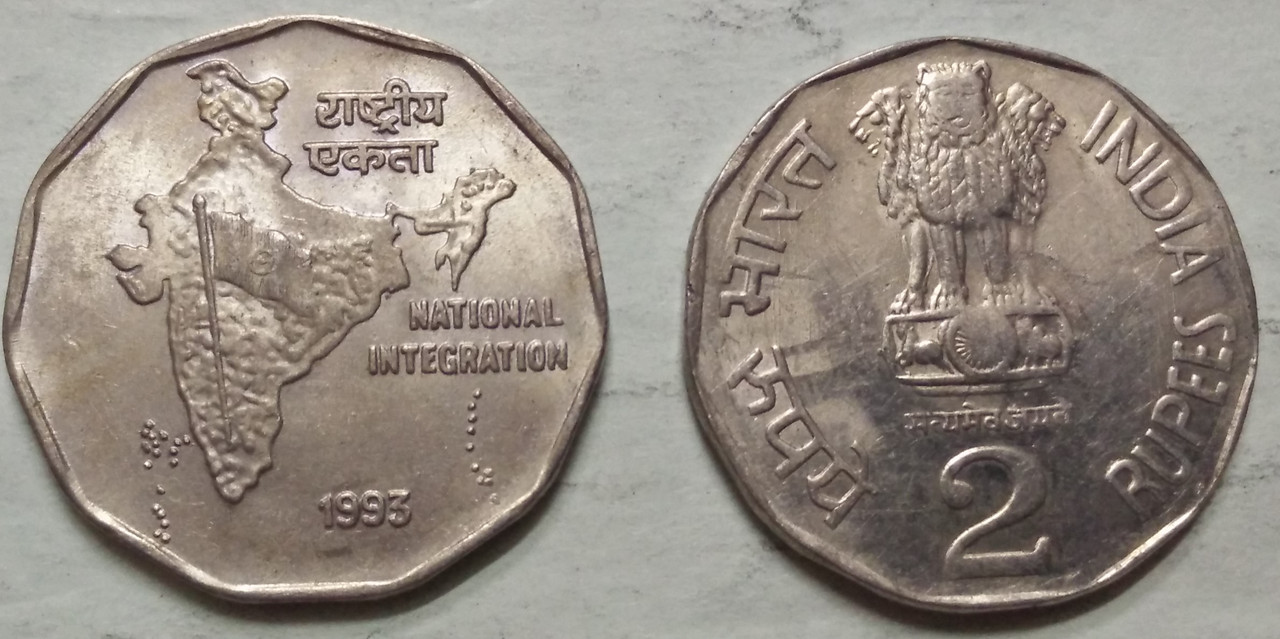 राष्ट्रीय
एकता
NATIONAL
INTEGRATION
1993
भारत
INDIA
रूपये
RUPEES
सत्यमेव जयते
2